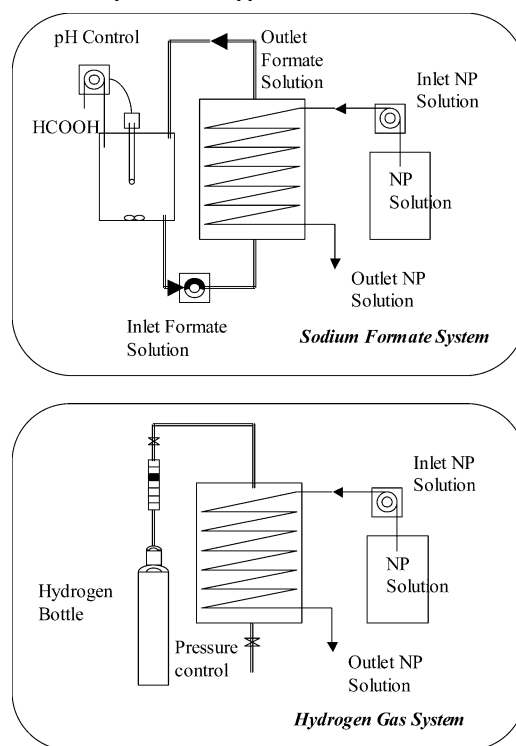 pH Control
Outlet
Formate
Solution
Inlet NP
Solution
HCOOH
NP
Solution
Outlet NP
Solution
Inlet Formate
Solution
Sodium Formate System
Inlet NP
Solution
NP
Solution
Hydrogen
Bottle
Pressure
control
Outlet NP
Solution
Hydrogen Gas System